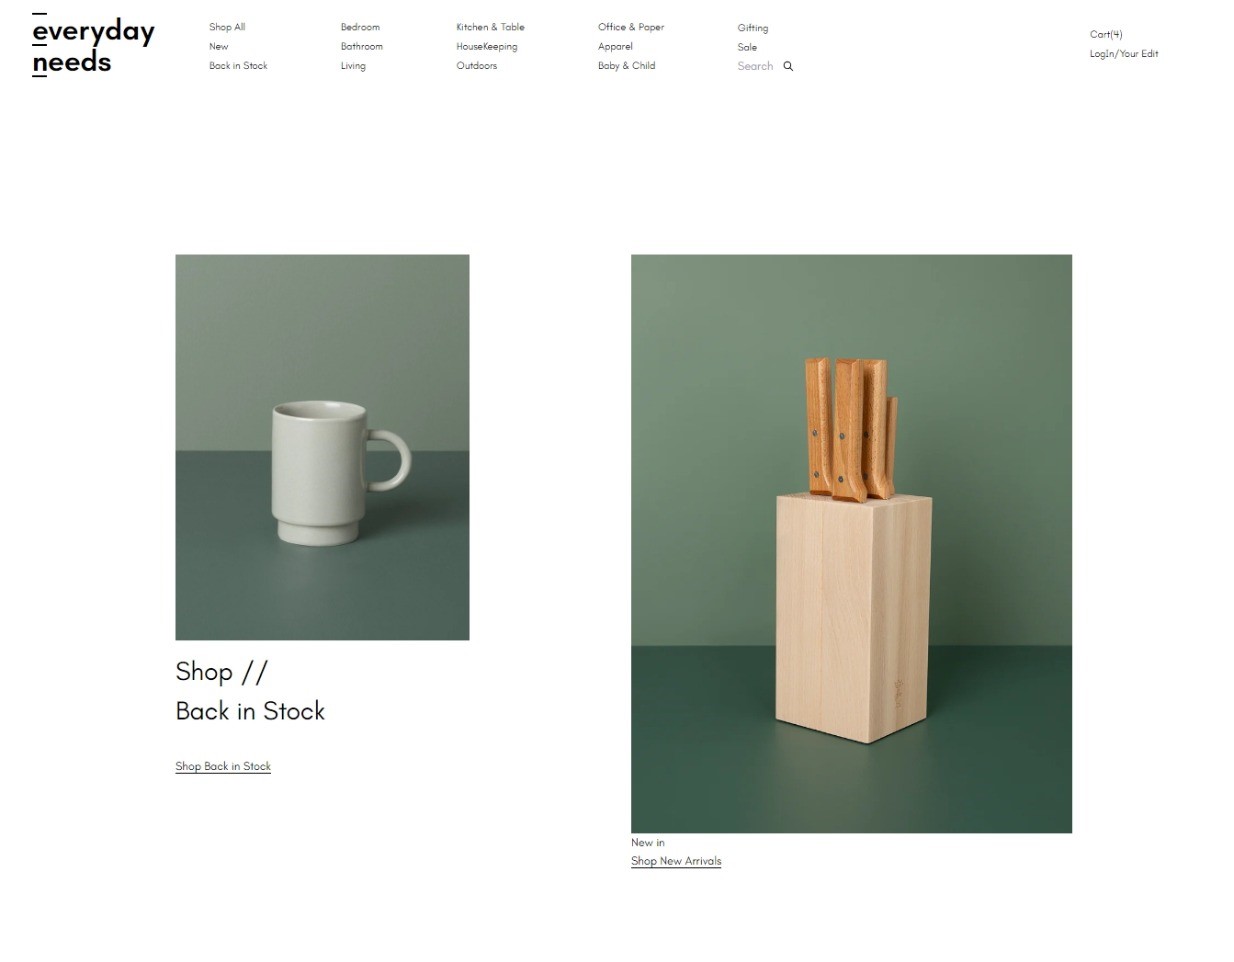 everyday
needs
Shop All
New
Back in Stock
Bedroom
Bathroom
Living
Kitchen & Table
HouseKeeping
Outdoors
Office & Paper
Apparel
Baby & Child
Gifting
Sale
Search
Cart(4)
LogIn/Your Edit
Shop //
Back in Stock
Shop Back in Stock
New in
Shop New Arrivals